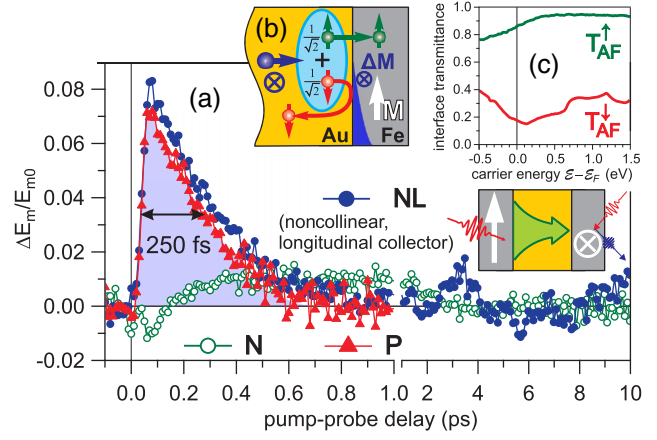 (b)
1/√2
+
1/√2
ΔM
M
Au
Fe
(c)
interface transmittance
1.0
0.8
0.6
0.4
0.2
0.0
T↑AF
T↓AF
-0.5
0.0
0.5
1.0
1.5
carrier energy ℰ−ℰF (eV)
(a)
ΔEm/Em0
0.08
0.06
0.04
0.02
0.00
-0.02
250 fs
NL
(noncollinear,
longitudinal collector)
N
P
0.0
0.2
0.4
0.6
0.8
1.0
2
4
6
8
10
pump-probe delay (ps)